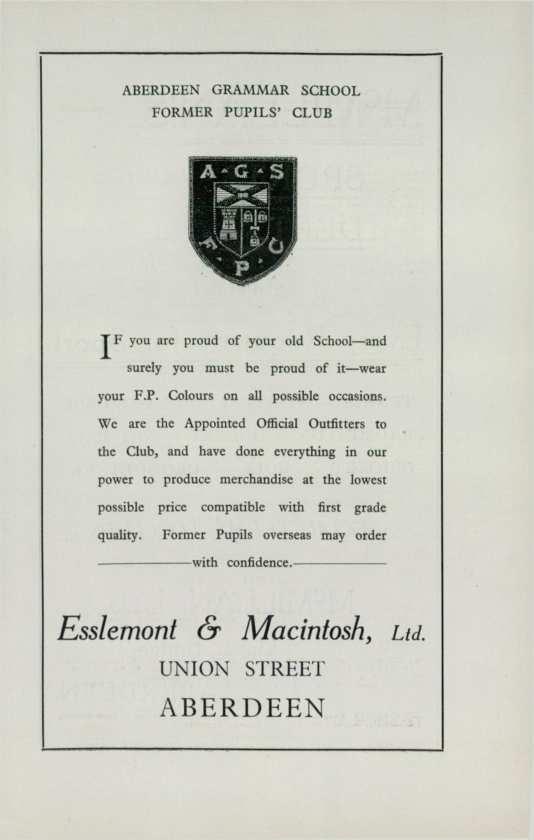 ABERDEEN GRAMMAR SCHOOL
FORMER PUPILS' CLUB
A·G·S
F·P·C
IF you are proud of your old School—and
surely you must be proud of it—wear
your F.P. Colours on all possible occasions.
We are the Appointed Official Outfitters to
the Club, and have done everything in our
power to produce merchandise at the lowest
possible price compatible with first grade
quality. Former Pupils overseas may order
with confidence.
Esslemont & Macintosh, Ltd.
UNION STREET
ABERDEEN